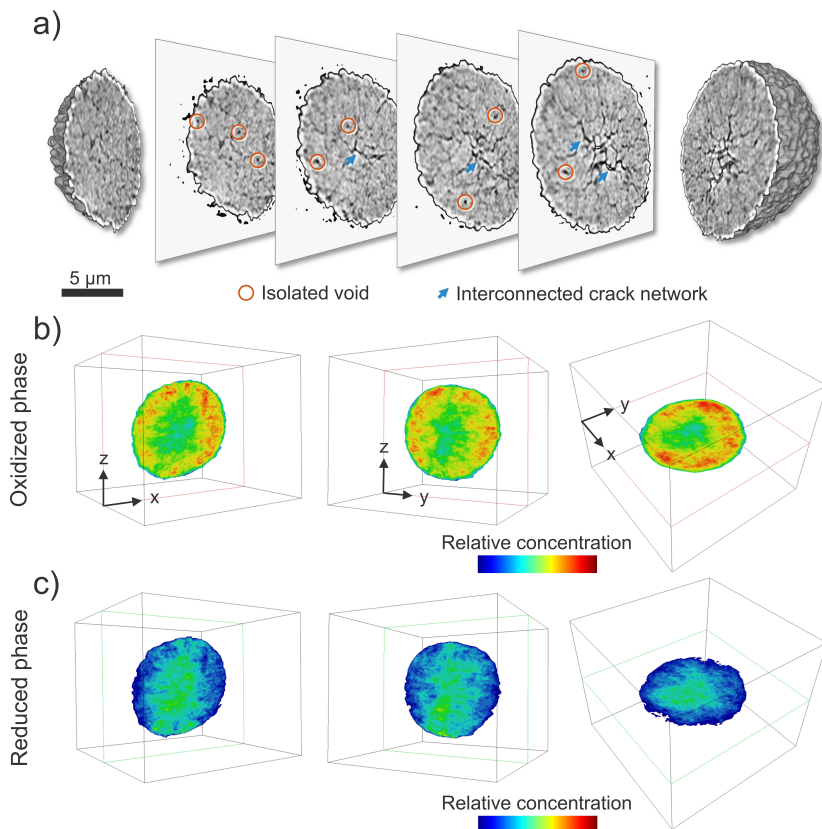 a)
5 µm
Isolated void
Interconnected crack network
b)
Oxidized phase
z
x
z
y
y
x
Relative concentration
c)
Reduced phase
Relative concentration